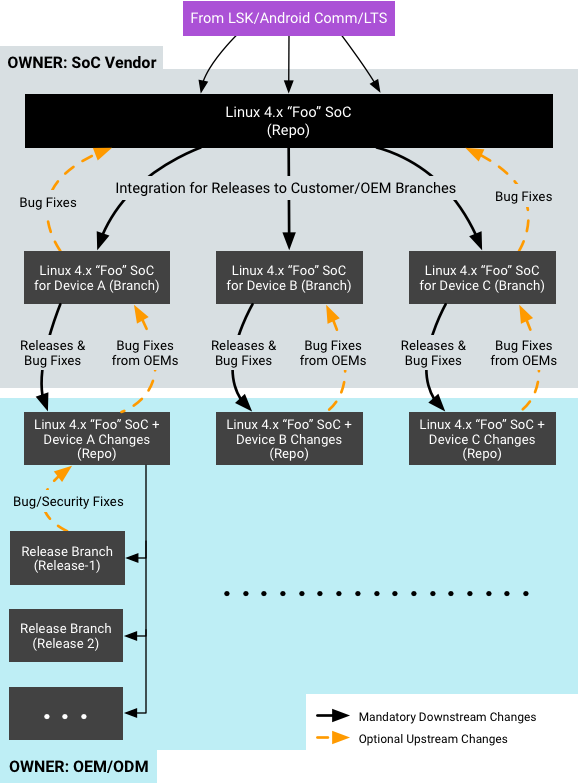 From LSK/Android Comm/LTS
OWNER: SoC Vendor
Linux 4.x “Foo” SoC
(Repo)
Integration for Releases to Customer/OEM Branches
Bug Fixes
Bug Fixes
Linux 4.x “Foo” SoC
for Device A (Branch)
Linux 4.x “Foo” SoC
for Device B (Branch)
Linux 4.x “Foo” SoC
for Device C (Branch)
Releases &
Bug Fixes
Bug Fixes
from OEMs
Releases &
Bug Fixes
Bug Fixes
from OEMs
Releases &
Bug Fixes
Bug Fixes
from OEMs
Linux 4.x “Foo” SoC +
Device A Changes
(Repo)
Linux 4.x “Foo” SoC +
Device B Changes
(Repo)
Linux 4.x “Foo” SoC +
Device C Changes
(Repo)
Bug/Security Fixes
Release Branch
(Release-1)
Release Branch
(Release 2)
. . .
Mandatory Downstream Changes
Optional Upstream Changes
OWNER: OEM/ODM